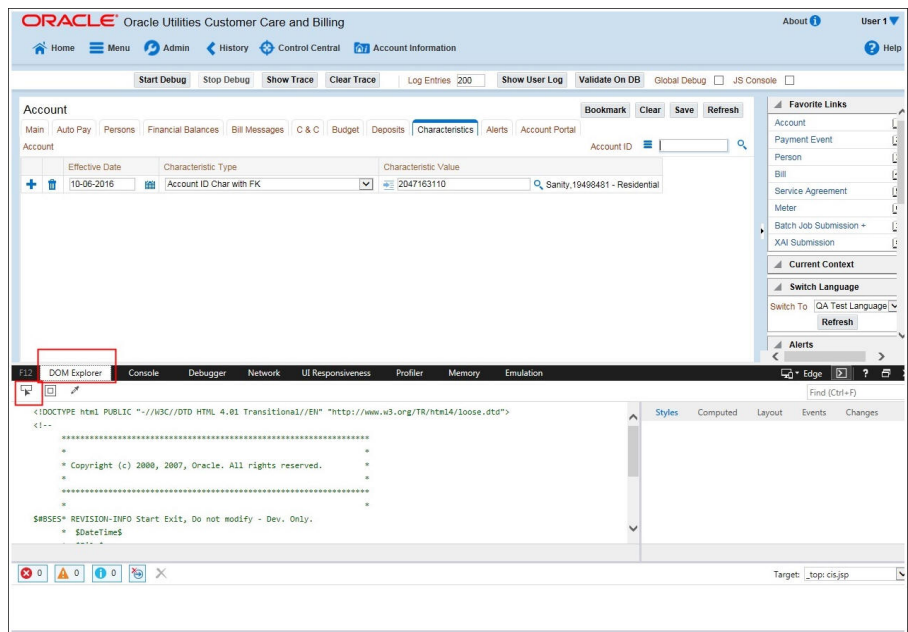 ORACLE® Oracle Utilities Customer Care and Billing
About User 1
Home Menu Admin History Control Central Account Information Help
Start Debug Stop Debug Show Trace Clear Trace Log Entries 200 Show User Log Validate On DB Global Debug JS Console
Account
Bookmark Clear Save Refresh
Main Auto Pay Persons Financial Balances Bill Messages C & C Budget Deposits Characteristics Alerts Account Portal
Account
Account ID
Effective Date Characteristic Type Characteristic Value
10-06-2016 Account ID Char with FK 2047163110 Sanity,19498481 - Residential
Favorite Links
Account
Payment Event
Person
Bill
Service Agreement
Meter
Batch Job Submission +
XAI Submission
Current Context
Switch Language
Switch To QA Test Language
Refresh
Alerts
F12 DOM Explorer Console Debugger Network UI Responsiveness Profiler Memory Emulation Edge ?
Find (Ctrl+F)
Styles Computed Layout Events Changes
<!DOCTYPE html PUBLIC "-//W3C//DTD HTML 4.01 Transitional//EN" "http://www.w3.org/TR/html4/loose.dtd">
<!--
* Copyright (c) 2000, 2007, Oracle. All rights reserved. *
$#BSES* REVISION-INFO Start Exit, Do not modify - Dev. Only.
* $DateTime$
0 0 0
Target: _top: cis.jsp